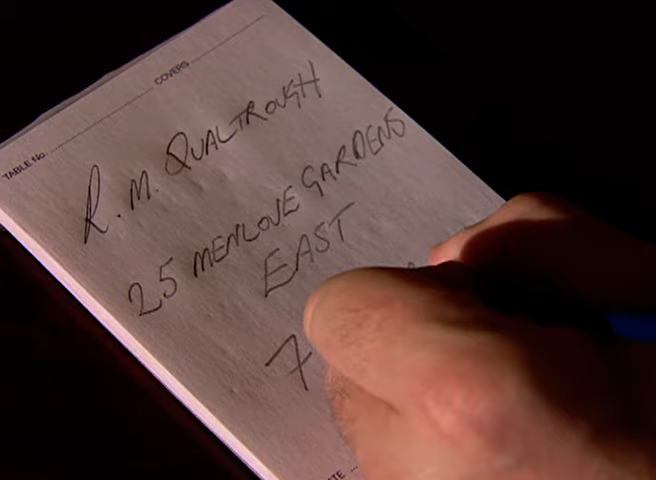 TABLE No. COVERS
R. M. QUALTROUGH
25 MENLOVE GARDENS
EAST
7